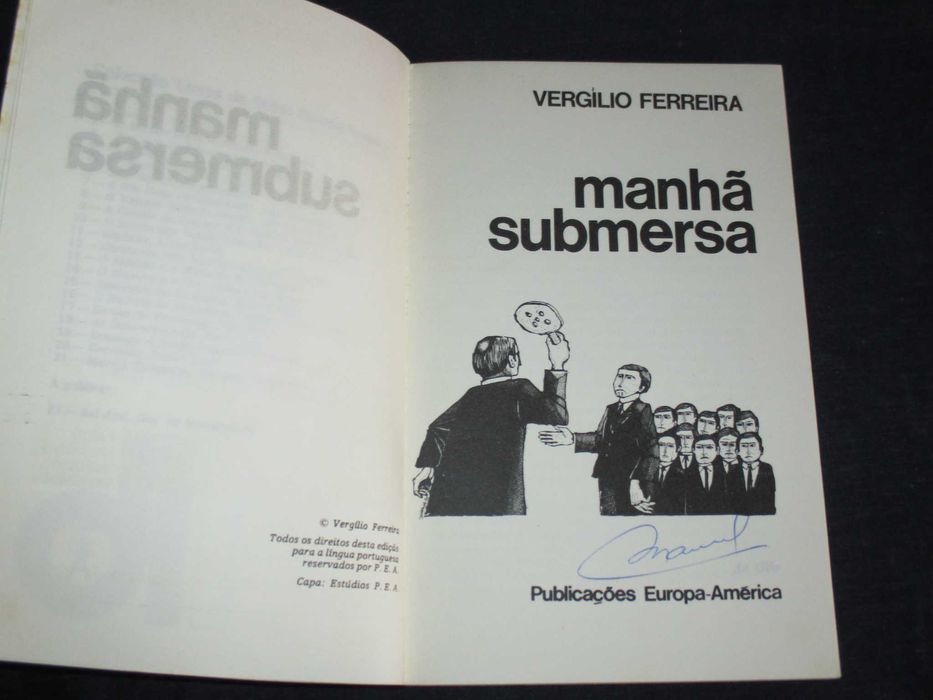 © Vergílio Ferreira
Todos os direitos desta edição
para a língua portuguesa
reservados por P. E. A.
Capa: Estúdios P. E. A.
VERGÍLIO FERREIRA
manhã
submersa
Manuel
Publicações Europa-América